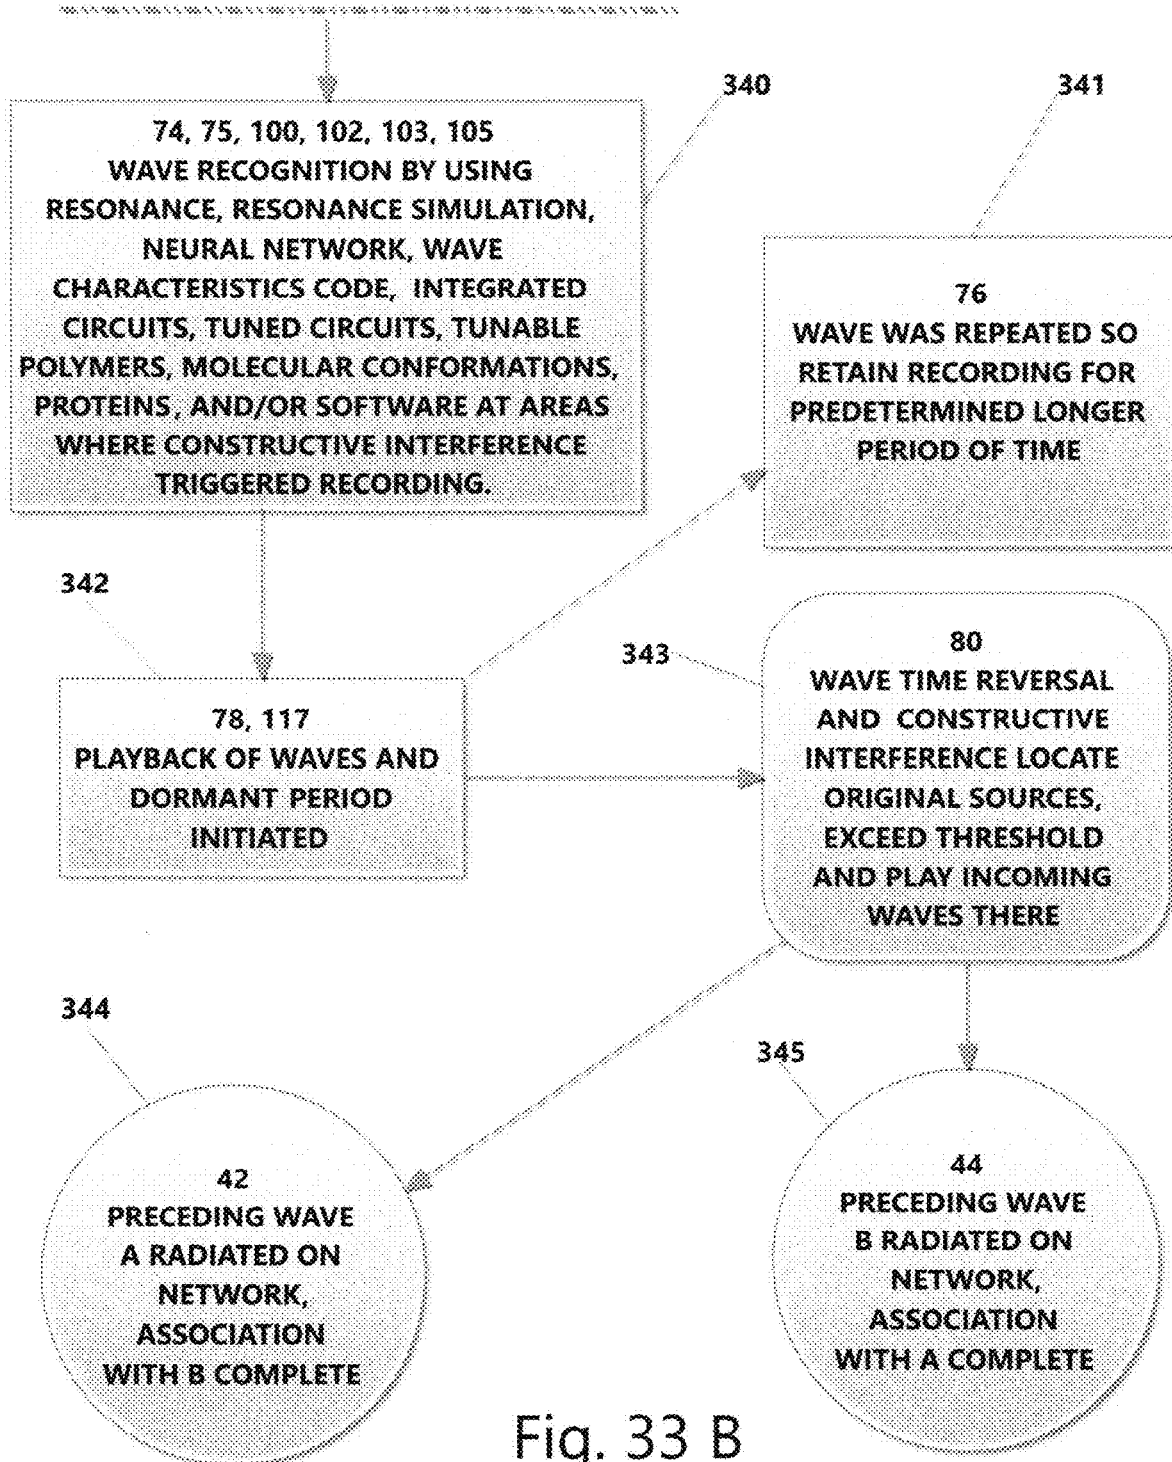 340
74, 75, 100, 102, 103, 105
WAVE RECOGNITION BY USING
RESONANCE, RESONANCE SIMULATION,
NEURAL NETWORK, WAVE
CHARACTERISTICS CODE, INTEGRATED
CIRCUITS, TUNED CIRCUITS, TUNABLE
POLYMERS, MOLECULAR CONFORMATIONS,
PROTEINS, AND/OR SOFTWARE AT AREAS
WHERE CONSTRUCTIVE INTERFERENCE
TRIGGERED RECORDING.
341
76
WAVE WAS REPEATED SO
RETAIN RECORDING FOR
PREDETERMINED LONGER
PERIOD OF TIME
342
78, 117
PLAYBACK OF WAVES AND
DORMANT PERIOD
INITIATED
343
80
WAVE TIME REVERSAL
AND CONSTRUCTIVE
INTERFERENCE LOCATE
ORIGINAL SOURCES,
EXCEED THRESHOLD
AND PLAY INCOMING
WAVES THERE
344
42
PRECEDING WAVE
A RADIATED ON
NETWORK,
ASSOCIATION
WITH B COMPLETE
345
44
PRECEDING WAVE
B RADIATED ON
NETWORK,
ASSOCIATION
WITH A COMPLETE
Fig. 33 B